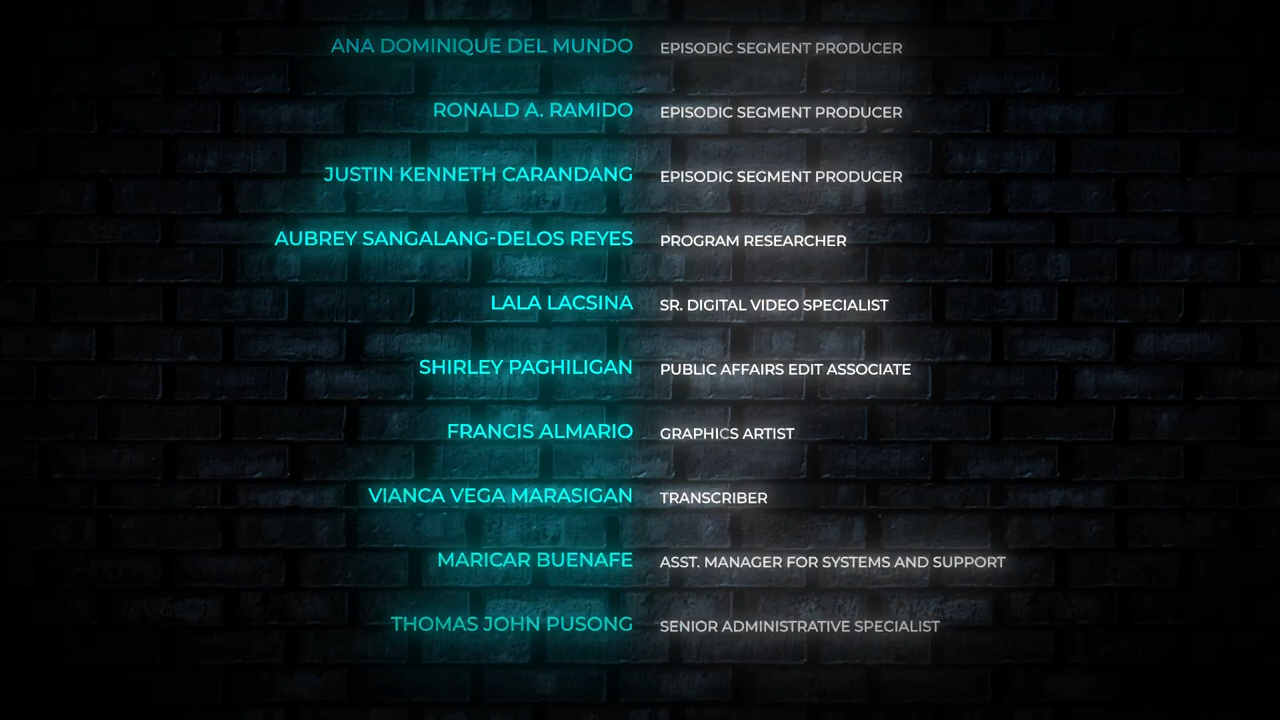 ANA DOMINIQUE DEL MUNDO EPISODIC SEGMENT PRODUCER
RONALD A. RAMIDO EPISODIC SEGMENT PRODUCER
JUSTIN KENNETH CARANDANG EPISODIC SEGMENT PRODUCER
AUBREY SANGALANG-DELOS REYES PROGRAM RESEARCHER
LALA LACSINA SR. DIGITAL VIDEO SPECIALIST
SHIRLEY PAGHILIGAN PUBLIC AFFAIRS EDIT ASSOCIATE
FRANCIS ALMARIO GRAPHICS ARTIST
VIANCA VEGA MARASIGAN TRANSCRIBER
MARICAR BUENAFE ASST. MANAGER FOR SYSTEMS AND SUPPORT
THOMAS JOHN PUSONG SENIOR ADMINISTRATIVE SPECIALIST